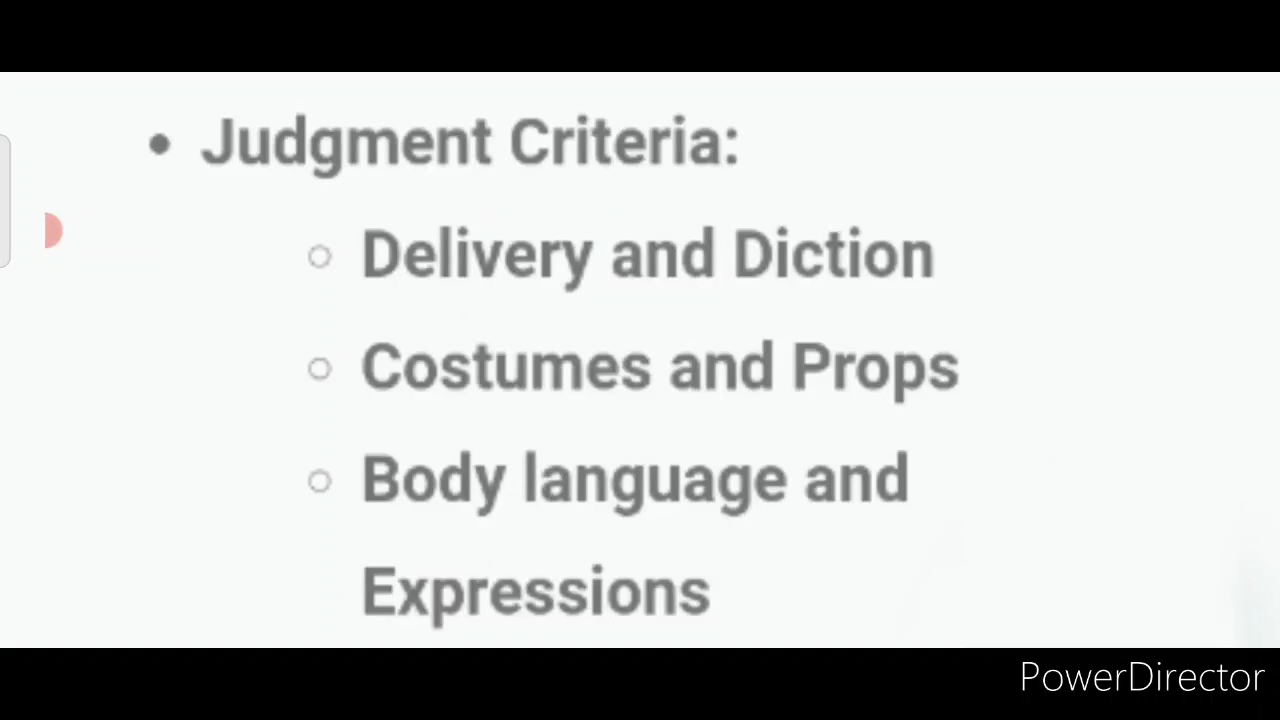 Judgment Criteria:
Delivery and Diction
Costumes and Props
Body language and
Expressions
PowerDirector